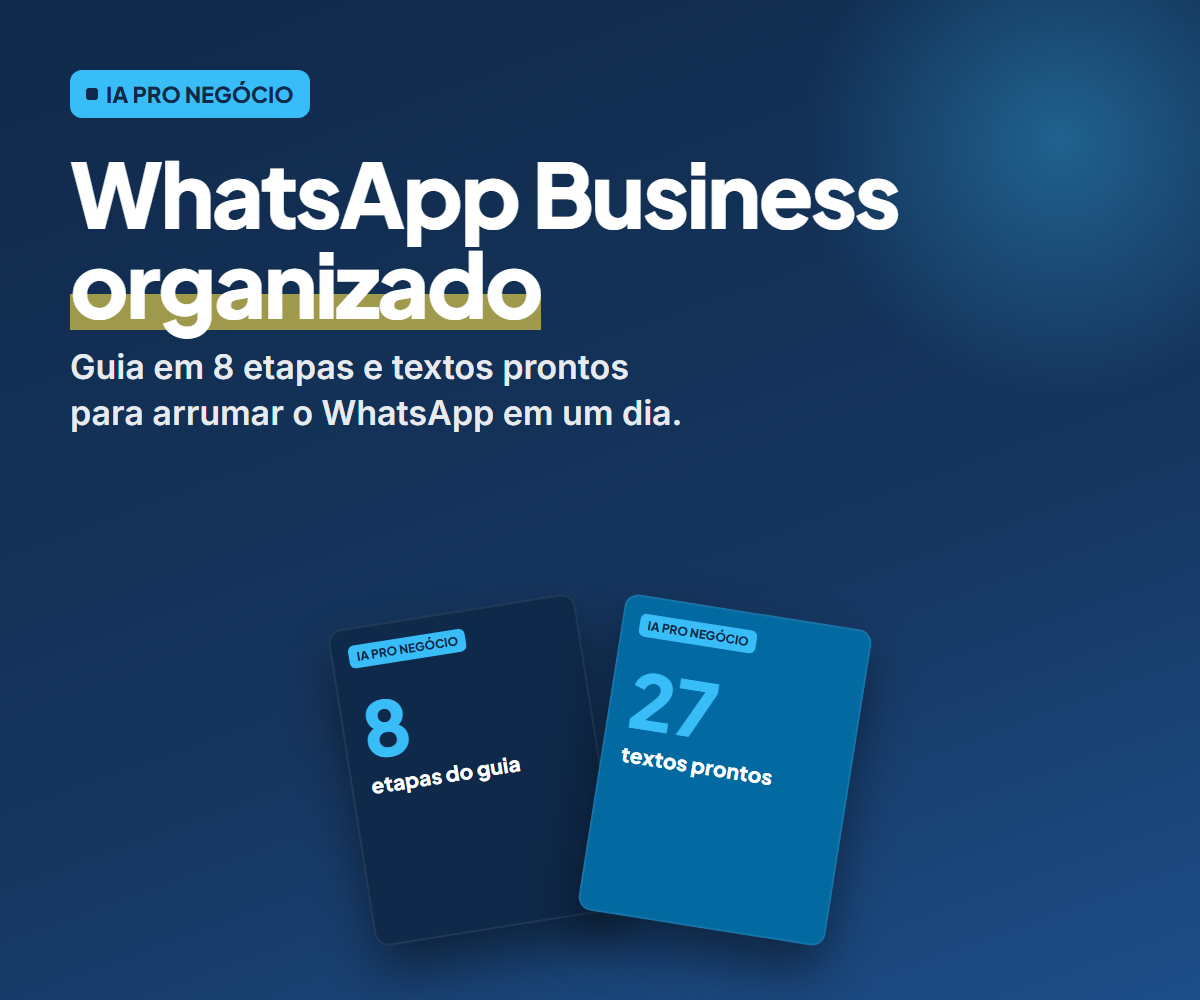 IA PRO NEGÓCIO
WhatsApp Business
organizado
Guia em 8 etapas e textos prontos
para arrumar o WhatsApp em um dia.
IA PRO NEGÓCIO
8
etapas do guia
IA PRO NEGÓCIO
27
textos prontos